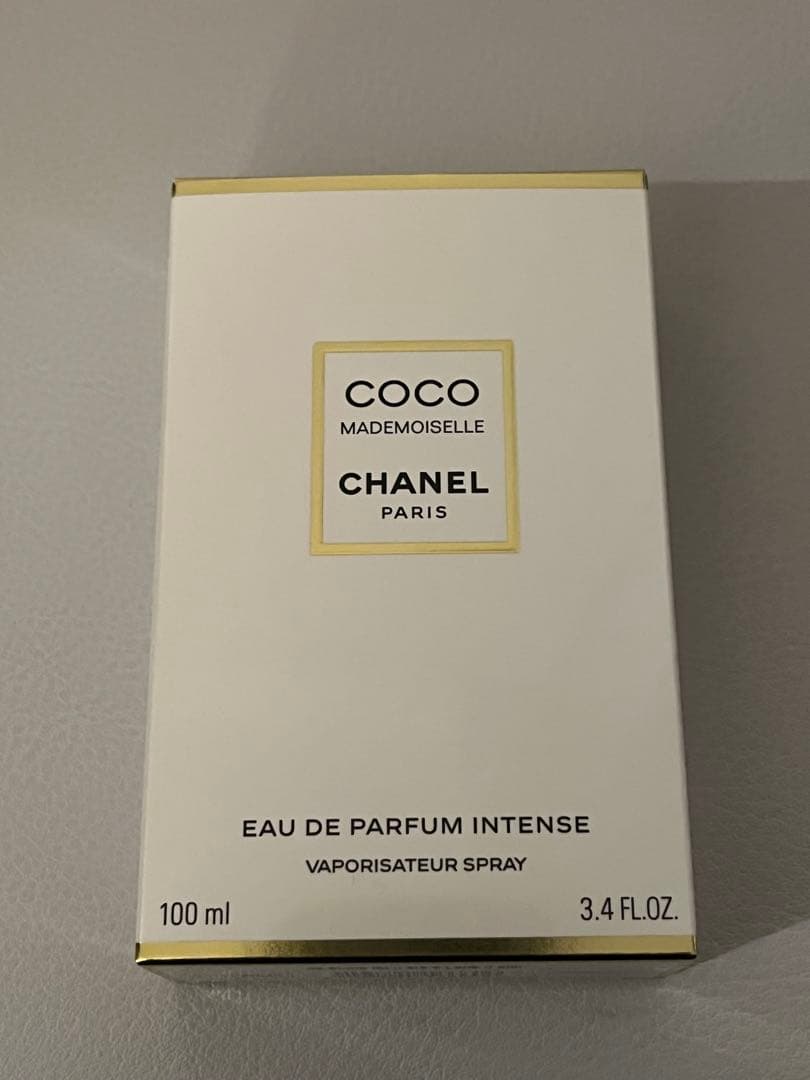 COCO
MADEMOISELLE
CHANEL
PARIS
EAU DE PARFUM INTENSE
VAPORISATEUR SPRAY
100 ml
3.4 FL.OZ.